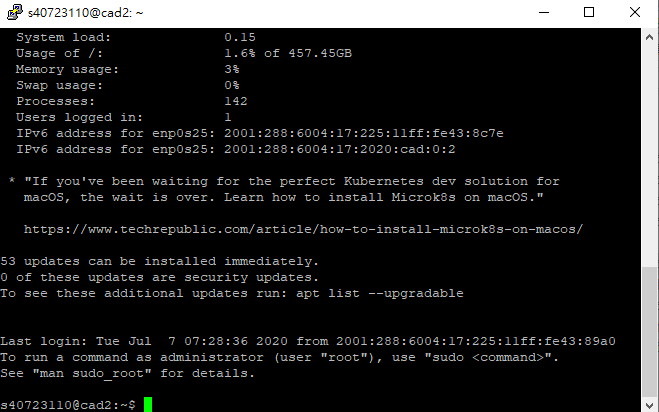 s40723110@cad2: ~
System load: 0.15
Usage of /: 1.6% of 457.45GB
Memory usage: 3%
Swap usage: 0%
Processes: 142
Users logged in: 1
IPv6 address for enp0s25: 2001:288:6004:17:225:11ff:fe43:8c7e
IPv6 address for enp0s25: 2001:288:6004:17:2020:cad:0:2
* "If you've been waiting for the perfect Kubernetes dev solution for
macOS, the wait is over. Learn how to install Microk8s on macOS."
https://www.techrepublic.com/article/how-to-install-microk8s-on-macos/
53 updates can be installed immediately.
0 of these updates are security updates.
To see these additional updates run: apt list --upgradable
Last login: Tue Jul  7 07:28:36 2020 from 2001:288:6004:17:225:11ff:fe43:89a0
To run a command as administrator (user "root"), use "sudo <command>".
See "man sudo_root" for details.
s40723110@cad2:~$